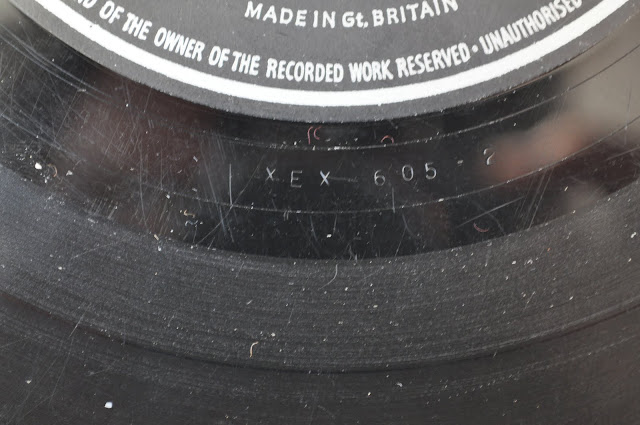 MADE IN Gt. BRITAIN
OF THE OWNER OF THE RECORDED WORK RESERVED · UNAUTHORISED
XEX 605-2